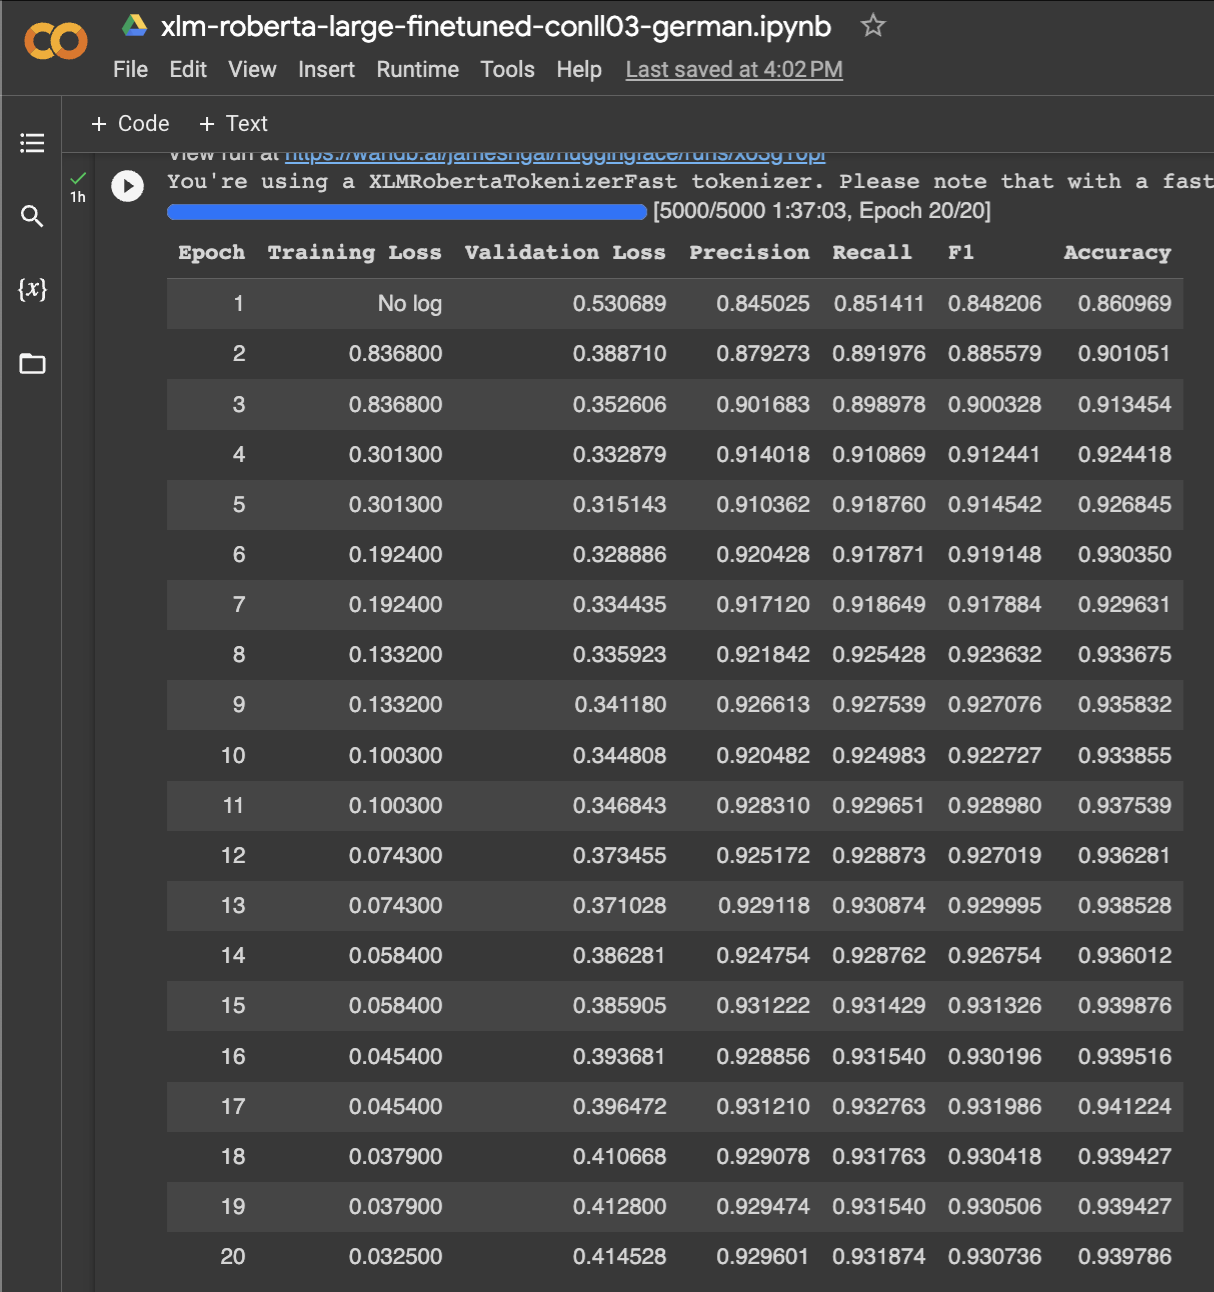 xlm-roberta-large-finetuned-conll03-german.ipynb
File Edit View Insert Runtime Tools Help Last saved at 4:02 PM
+ Code + Text
View run at
1h
You're using a XLMRobertaTokenizerFast tokenizer. Please note that with a fast
[5000/5000 1:37:03, Epoch 20/20]
Epoch Training Loss Validation Loss Precision Recall F1 Accuracy
1 No log 0.530689 0.845025 0.851411 0.848206 0.860969
2 0.836800 0.388710 0.879273 0.891976 0.885579 0.901051
3 0.836800 0.352606 0.901683 0.898978 0.900328 0.913454
4 0.301300 0.332879 0.914018 0.910869 0.912441 0.924418
5 0.301300 0.315143 0.910362 0.918760 0.914542 0.926845
6 0.192400 0.328886 0.920428 0.917871 0.919148 0.930350
7 0.192400 0.334435 0.917120 0.918649 0.917884 0.929631
8 0.133200 0.335923 0.921842 0.925428 0.923632 0.933675
9 0.133200 0.341180 0.926613 0.927539 0.927076 0.935832
10 0.100300 0.344808 0.920482 0.924983 0.922727 0.933855
11 0.100300 0.346843 0.928310 0.929651 0.928980 0.937539
12 0.074300 0.373455 0.925172 0.928873 0.927019 0.936281
13 0.074300 0.371028 0.929118 0.930874 0.929995 0.938528
14 0.058400 0.386281 0.924754 0.928762 0.926754 0.936012
15 0.058400 0.385905 0.931222 0.931429 0.931326 0.939876
16 0.045400 0.393681 0.928856 0.931540 0.930196 0.939516
17 0.045400 0.396472 0.931210 0.932763 0.931986 0.941224
18 0.037900 0.410668 0.929078 0.931763 0.930418 0.939427
19 0.037900 0.412800 0.929474 0.931540 0.930506 0.939427
20 0.032500 0.414528 0.929601 0.931874 0.930736 0.939786